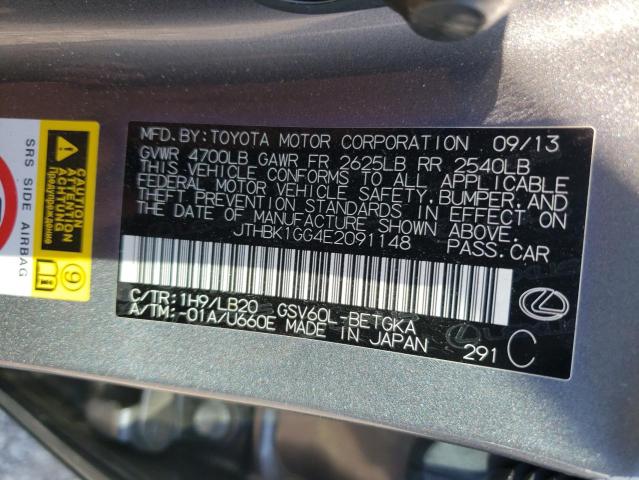 MFD.BY:TOYOTA MOTOR CORPORATION 09/13
GVWR 4700LB GAWR FR 2625LB RR 2540LB
THIS VEHICLE CONFORMS TO ALL APPLICABLE
FEDERAL MOTOR VEHICLE SAFETY,BUMPER,AND
THEFT PREVENTION STANDARDS IN EFFECT
ON THE DATE OF MANUFACTURE SHOWN ABOVE.
JTHBK1GG4E2091148 PASS.CAR
C/TR:1H9/LB20 GSV60L-BETGKA
A/TM:-01A/U660E MADE IN JAPAN
291 C
SRS SIDE AIRBAG
Предупреждение
9